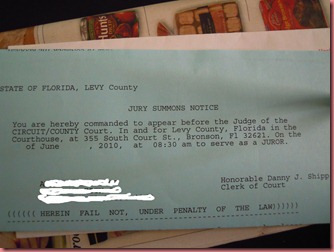 Hunt's
STATE OF FLORIDA, LEVY County
JURY SUMMONS NOTICE
You are hereby commanded to appear before the Judge of the
CIRCUIT/COUNTY Court. In and for Levy County, Florida in the
Courthouse, at 355 South Court St., Bronson, Fl 32621. On the
of June , 2010, at 08:30 am to serve as a JUROR.
Honorable Danny J. Shipp
Clerk of Court
(((((( HEREIN FAIL NOT, UNDER PENALTY OF THE LAW))))))